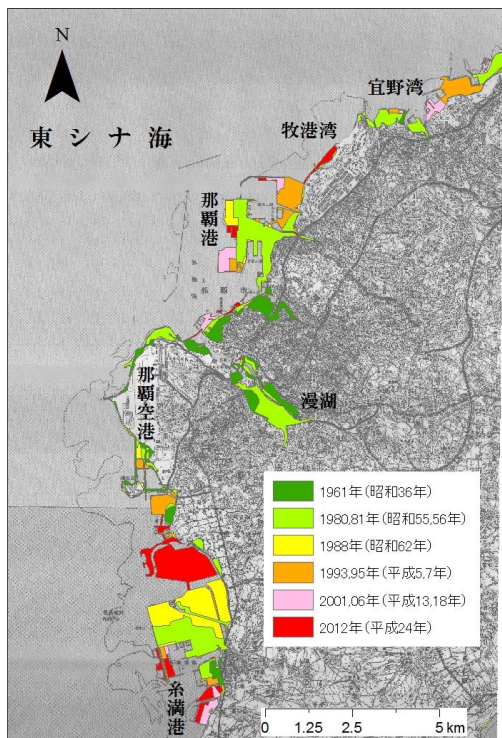 N
東シナ海
宜野湾
牧港湾
那覇港
那覇空港
漫湖
糸満港
1961年(昭和36年)
1980,81年(昭和55,56年)
1988年(昭和62年)
1993,95年(平成5,7年)
2001,06年(平成13,18年)
2012年(平成24年)
0 1.25 2.5 5 km